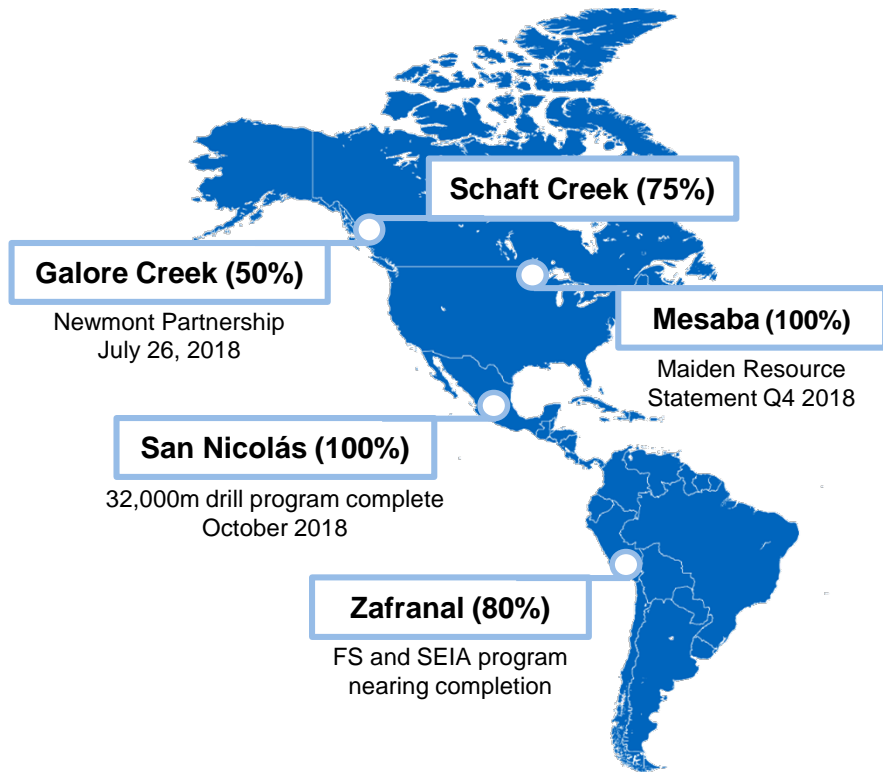 Schaft Creek (75%)
Galore Creek (50%)
Newmont Partnership
July 26, 2018
Mesaba (100%)
Maiden Resource
Statement Q4 2018
San Nicolás (100%)
32,000m drill program complete
October 2018
Zafranal (80%)
FS and SEIA program
nearing completion